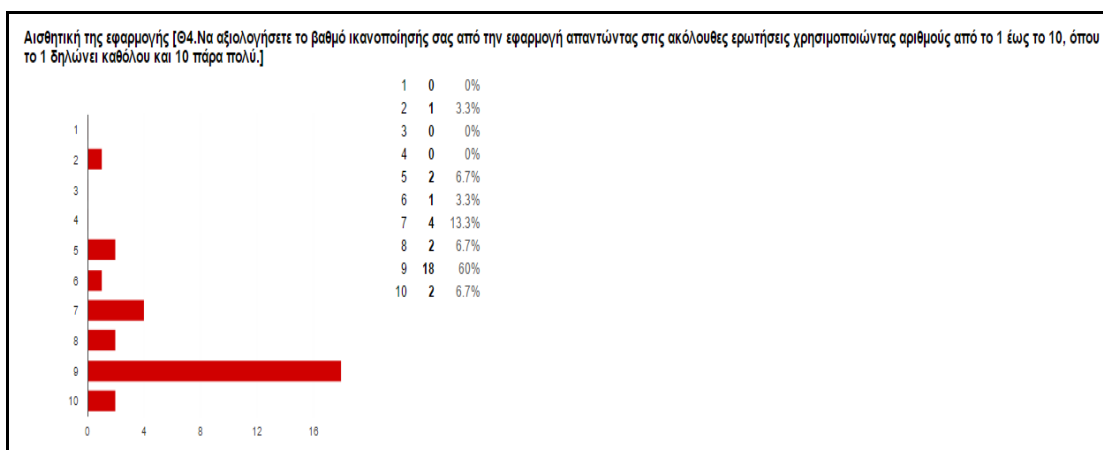 Αισθητική της εφαρμογής [Θ4.Να αξιολογήσετε το βαθμό ικανοποίησής σας από την εφαρμογή απαντώντας στις ακόλουθες ερωτήσεις χρησιμοποιώντας αριθμούς από το 1 έως το 10, όπου
το 1 δηλώνει καθόλου και 10 πάρα πολύ.]
1 0 0%
2 1 3.3%
3 0 0%
4 0 0%
5 2 6.7%
6 1 3.3%
7 4 13.3%
8 2 6.7%
9 18 60%
10 2 6.7%
1
2
3
4
5
6
7
8
9
10
0 4 8 12 16